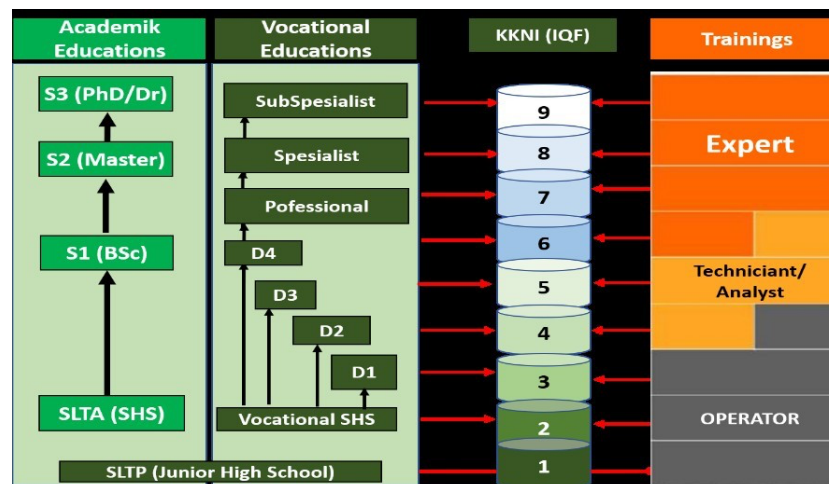 Academik
Educations
Vocational
Educations
KKNI (IQF)
Trainings
S3 (PhD/Dr)
S2 (Master)
S1 (BSc)
SLTA (SHS)
SubSpesialist
Spesialist
Pofessional
D4
D3
D2
D1
Vocational SHS
SLTP (Junior High School)
9
8
7
6
5
4
3
2
1
Expert
Techniciant/
Analyst
OPERATOR